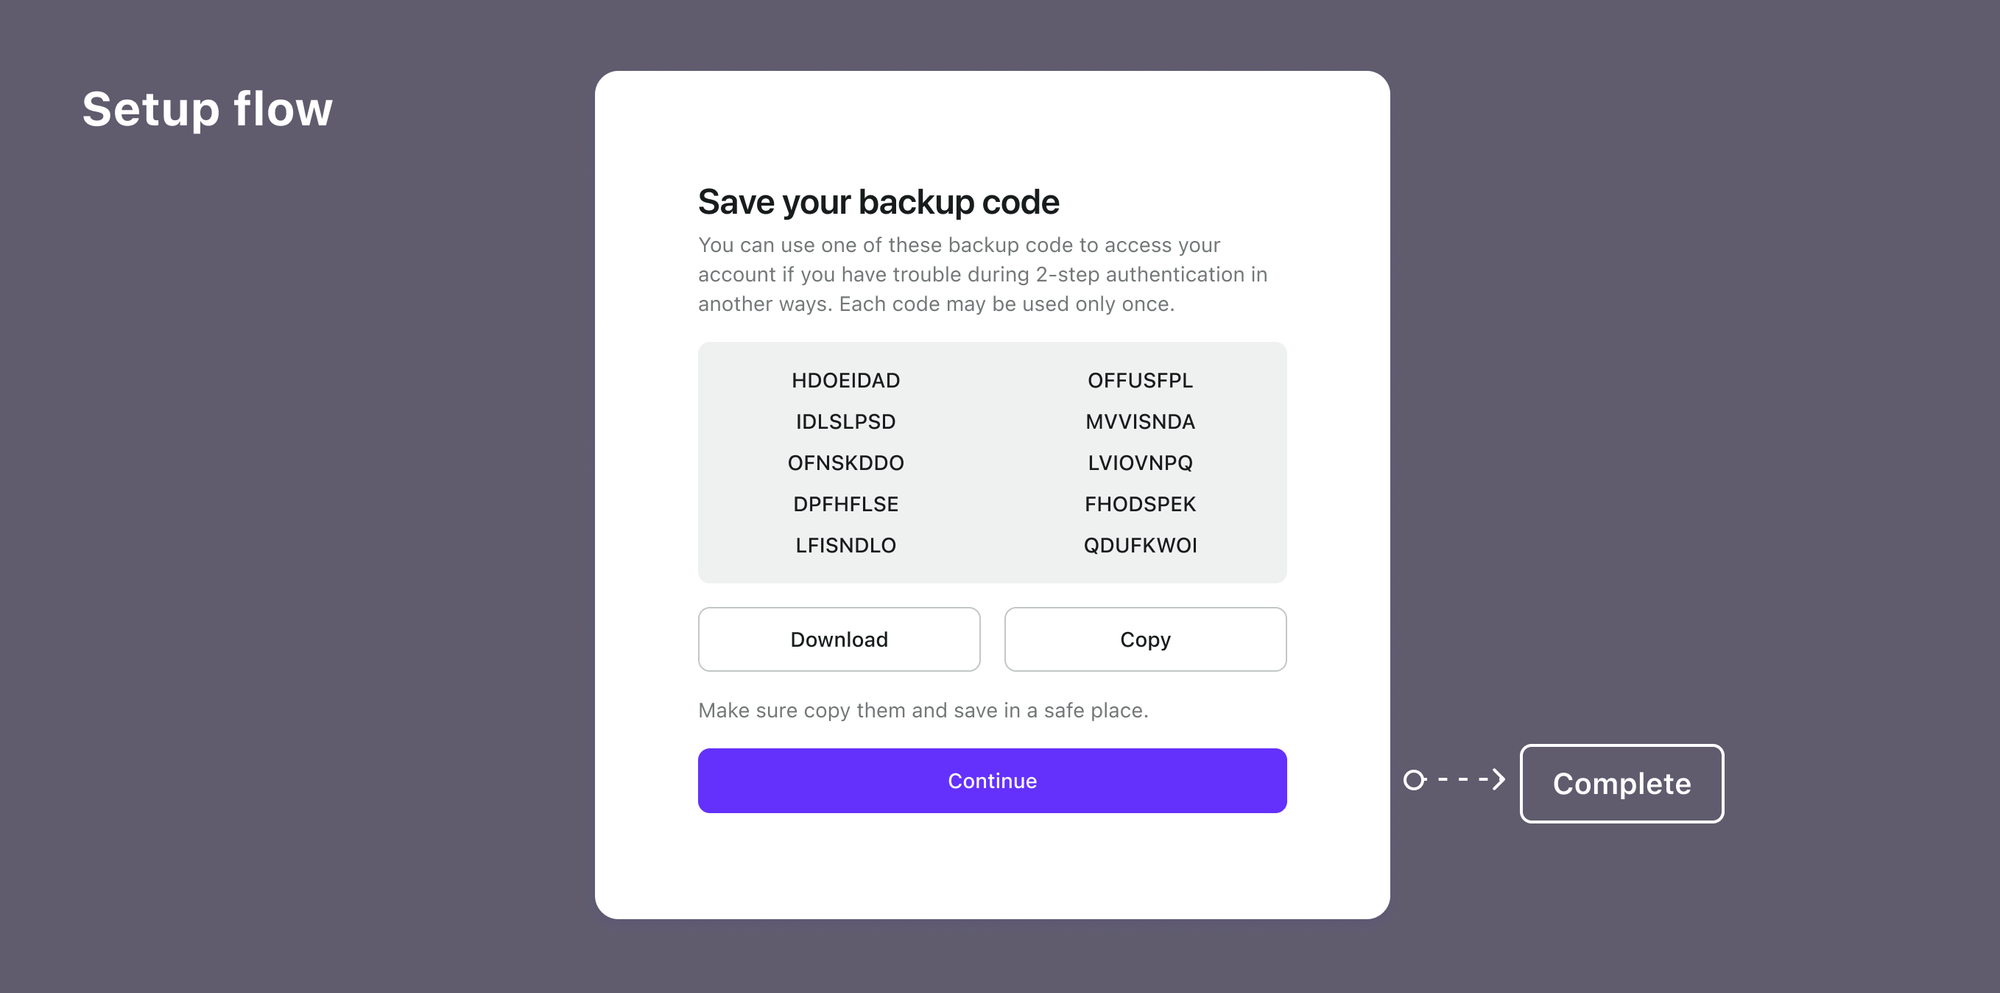 Setup flow
Save your backup code
You can use one of these backup code to access your
account if you have trouble during 2-step authentication in
another ways. Each code may be used only once.
HDOEIDAD
OFFUSFPL
IDLSLPSD
MVVISNDA
OFNSKDDO
LVIOVNPQ
DPFHFLSE
FHODSPEK
LFISNDLO
QDUFKWOI
Download
Copy
Make sure copy them and save in a safe place.
Continue
Complete